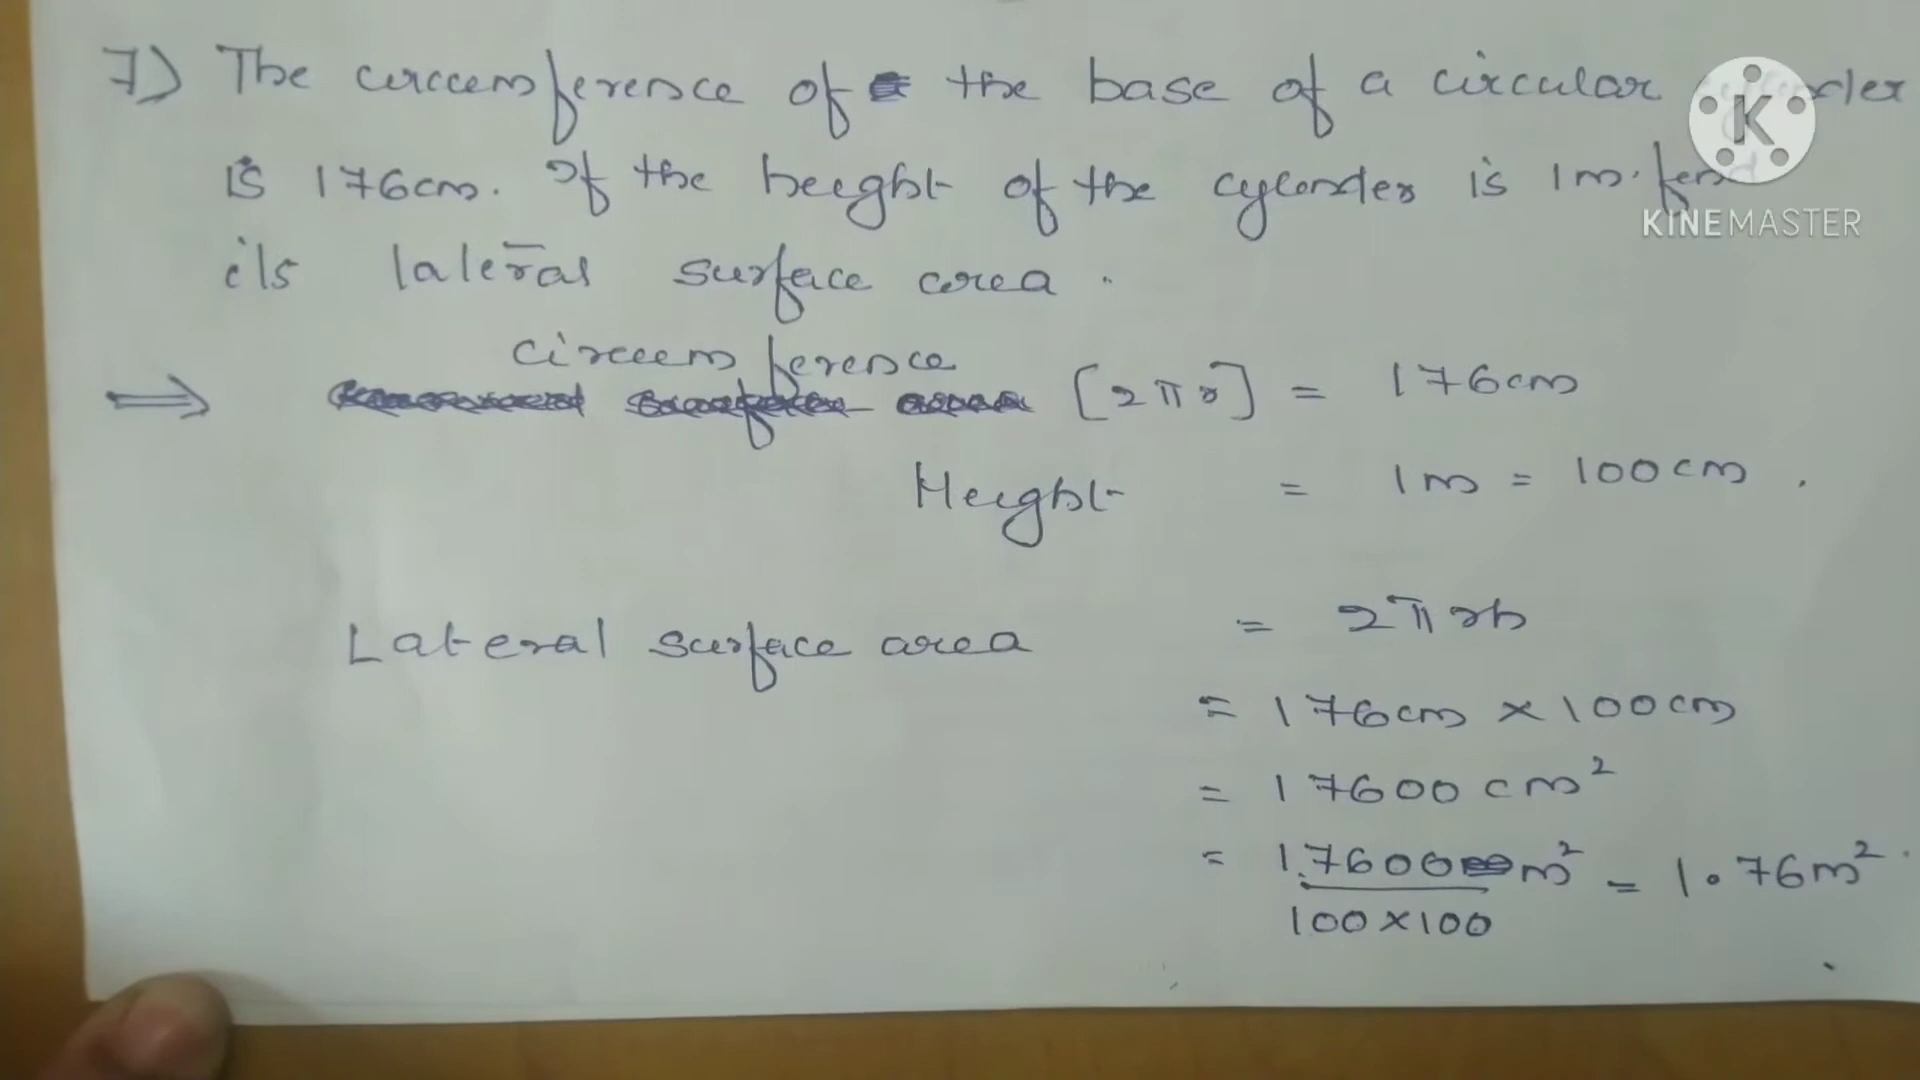 7) The circumference of the base of a circular
is 176cm. If the height of the cylinder is 1m. find
its lateral surface area.
circumference
⇒ [2πr] = 176cm
Height = 1m = 100cm.
Lateral surface area = 2πrh
= 176cm × 100cm
= 17600 cm²
= 1.7600 m² = 1.76m².
100×100
K
KINEMASTER